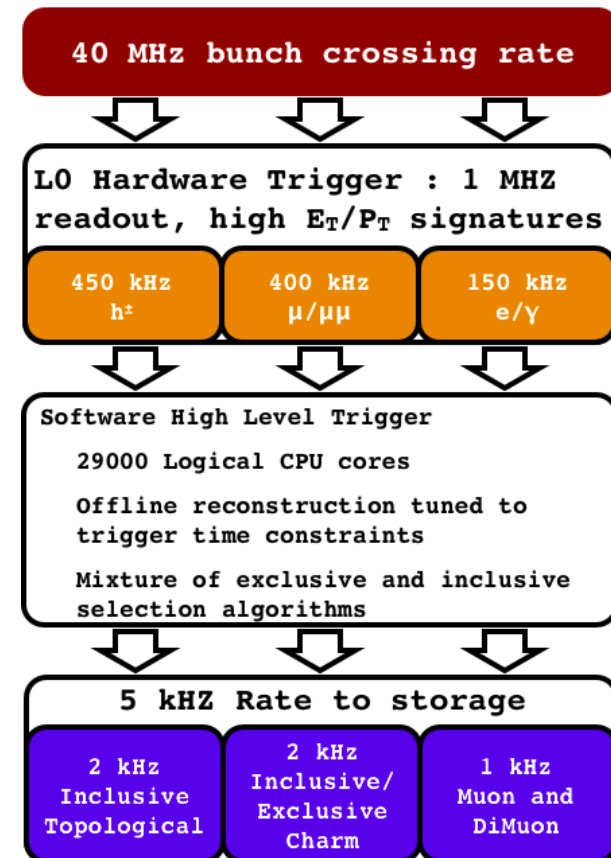 40 MHz bunch crossing rate
L0 Hardware Trigger : 1 MHZ
readout, high E_T/P_T signatures
450 kHz
h±
400 kHz
μ/μμ
150 kHz
e/γ
Software High Level Trigger
29000 Logical CPU cores
Offline reconstruction tuned to
trigger time constraints
Mixture of exclusive and inclusive
selection algorithms
5 kHZ Rate to storage
2 kHz
Inclusive
Topological
2 kHz
Inclusive/
Exclusive
Charm
1 kHz
Muon and
DiMuon